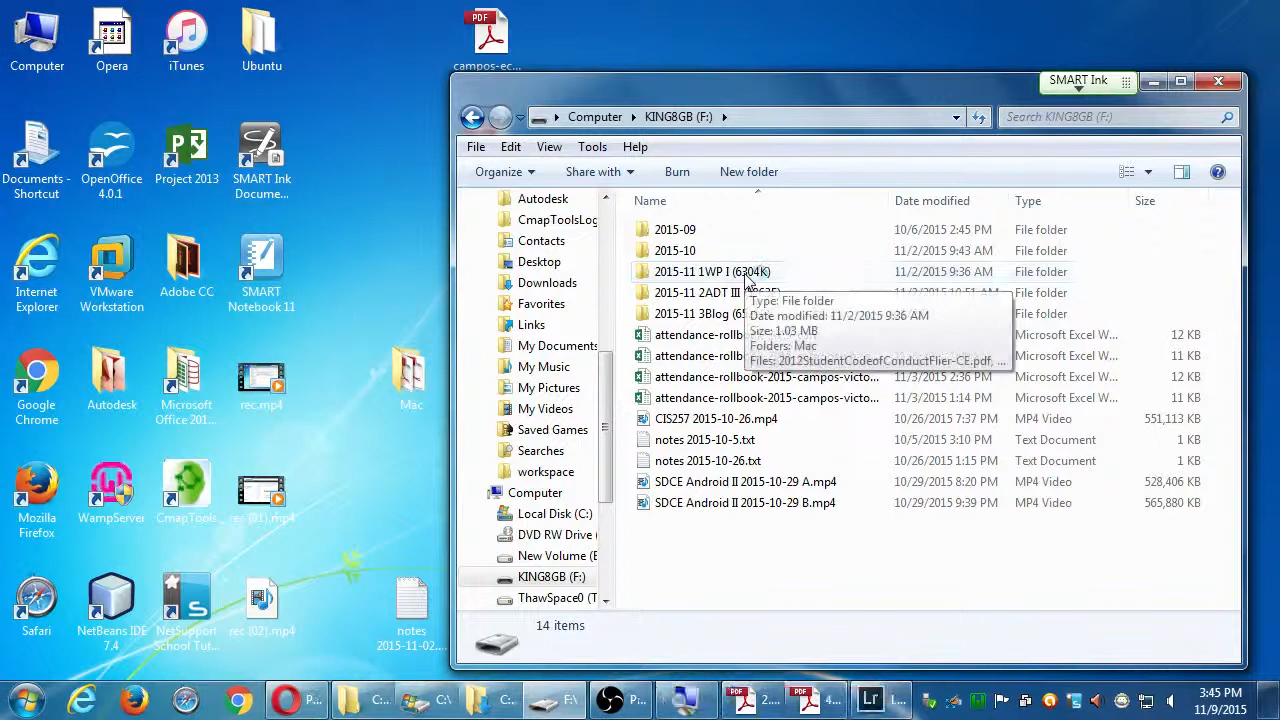 Computer
Opera
iTunes
Ubuntu
PDF
campos-ec...
Documents - Shortcut
OpenOffice 4.0.1
Project 2013
SMART Ink Docume...
Internet Explorer
VMware Workstation
Adobe CC
SMART Notebook 11
Google Chrome
Autodesk
Microsoft Office 201...
rec.mp4
Mac
Mozilla Firefox
WampServer
CmapTools
rec (01).mp4
Safari
NetBeans IDE 7.4
NetSupport School Tut...
rec (02).mp4
notes 2015-11-02....
SMART Ink
Computer KING8GB (F:)
Search KING8GB (F:)
File Edit View Tools Help
Organize Share with Burn New folder
Autodesk
CmapToolsLog
Contacts
Desktop
Downloads
Favorites
Links
My Documents
My Music
My Pictures
My Videos
Saved Games
Searches
workspace
Computer
Local Disk (C:)
DVD RW Drive (
New Volume (E
KING8GB (F:)
ThawSpace0 (T
Name Date modified Type Size
2015-09 10/6/2015 2:45 PM File folder
2015-10 11/2/2015 9:43 AM File folder
2015-11 1WP I (6304K) 11/2/2015 9:36 AM File folder
2015-11 2ADT III File folder
2015-11 3Blog File folder
attendance-rollb Microsoft Excel W... 12 KB
attendance-rollb Microsoft Excel W... 12 KB
attendance-rollbook-2015-campos-victo... 11/3/2015 2:36 PM Microsoft Excel W... 11 KB
attendance-rollbook-2015-campos-victo... 11/3/2015 1:14 PM Microsoft Excel W... 11 KB
CIS257 2015-10-26.mp4 10/26/2015 7:37 PM MP4 Video 551,113 KB
notes 2015-10-5.txt 10/5/2015 3:10 PM Text Document 1 KB
notes 2015-10-26.txt 10/26/2015 1:15 PM Text Document 1 KB
SDCE Android II 2015-10-29 A.mp4 10/29/2015 8:20 PM MP4 Video 528,406 KB
SDCE Android II 2015-10-29 B.mp4 10/29/2015 9:39 PM MP4 Video 565,880 KB
Type: File folder
Date modified: 11/2/2015 9:36 AM
Size: 1.03 MB
Folders: Mac
Files: 2012StudentCodeofConductFlier-CE.pdf, ...
14 items
P... C:.. C:\ C:. F:\ P:.. PDF 2... PDF 4... Lr L...
3:45 PM
11/9/2015